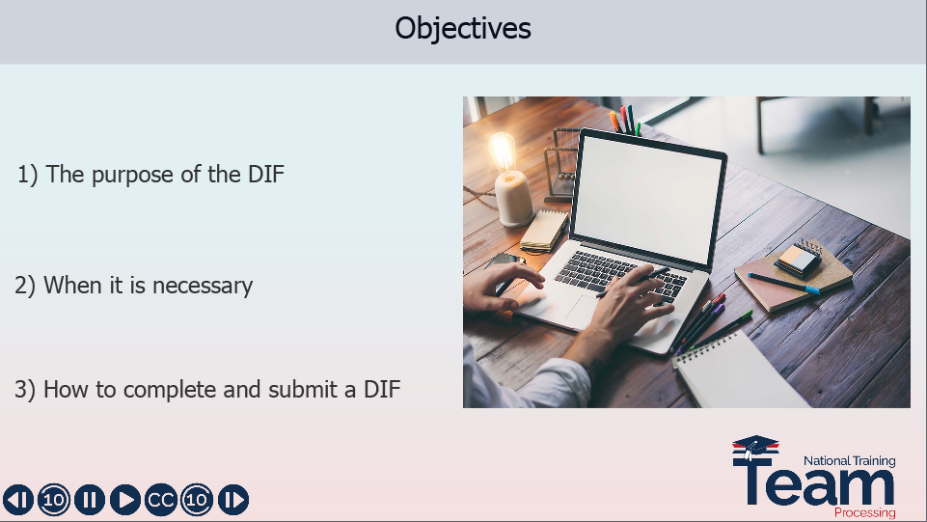 Objectives
1) The purpose of the DIF
2) When it is necessary
3) How to complete and submit a DIF
National Training
Team
Processing
10
CC
10